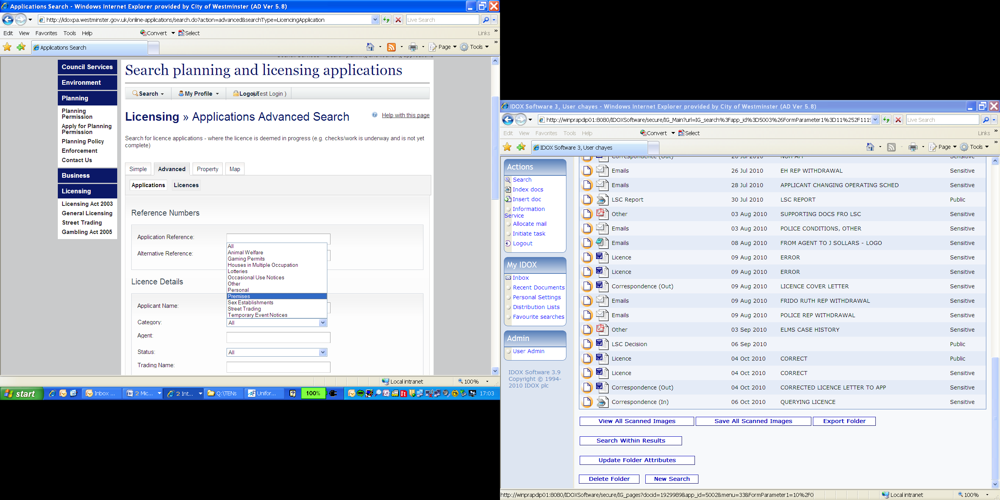 Applications Search - Windows Internet Explorer provided by City of Westminster (AD Ver 5.8)
http://idoxpa.westminster.gov.uk/online-applications/search.do?action=advanced&searchType=LicencingApplication
Live Search
Edit View Favorites Tools Help Convert Select Links »
Applications Search
Page Tools »
Search planning and licensing applications
Council Services
Environment
Planning
Planning
Permission
Apply for Planning
Permission
Planning Policy
Enforcement
Contact Us
Business
Licensing
Licensing Act 2003
General Licensing
Street Trading
Gambling Act 2005
Search My Profile Logout ( Test Login )
Licensing » Applications Advanced Search
Help with this page
Search for licence applications - where the licence is deemed in progress (e.g. checks/work is underway and is not yet
complete)
Simple Advanced Property Map
Applications Licences
Reference Numbers
Application Reference:
Alternative Reference:
Licence Details
Applicant Name:
All
Animal Welfare
Gaming Permits
Houses in Multiple Occupation
Lotteries
Occasional Use Notices
Other
Personal
Premises
Sex Establishments
Street Trading
Temporary Event Notices
Category: All
Agent:
Status: All
Trading Name:
Local intranet 100%
start Inbox ... 2 Mic... 2 Int... Q:\TENs Unifor... 100% 17:03
IDOX Software 3, User chayes - Windows Internet Explorer provided by City of Westminster (AD Ver 5.8)
http://winprapdip01:8080/IDOXSoftware/secure/IG_Main?url=IG_search%3Fapp_id%3D5003%26FormParameter1%3D11%252F111
Live Search
Edit View Favorites Tools Help Convert Select Links »
IDOX Software 3, User chayes
Page Tools »
Actions
Search
Index docs
Insert doc
Information
Service
Allocate mail
Initiate task
Logout
My IDOX
Inbox
Recent Documents
Personal Settings
Distribution Lists
Favourite searches
Admin
User Admin
IDOX Software 3.9
Copyright © 1994-
2010 IDOX plc
Correspondence (Out)
Emails 26 Jul 2010 EH REP WITHDRAWAL Sensitive
Emails 28 Jul 2010 APPLICANT CHANGING OPERATING SCHED Sensitive
LSC Report 30 Jul 2010 LSC REPORT Public
Other 03 Aug 2010 SUPPORTING DOCS FRO LSC Sensitive
Emails 03 Aug 2010 POLICE CONDITIONS, OTHER Sensitive
Emails 08 Aug 2010 FROM AGENT TO J SOLLARS - LOGO Sensitive
Licence 09 Aug 2010 ERROR Sensitive
Licence 09 Aug 2010 ERROR Sensitive
Correspondence (Out) 09 Aug 2010 LICENCE COVER LETTER Sensitive
Emails 09 Aug 2010 FRIDO RUTH REP WITHDRAWAL Sensitive
Emails 09 Aug 2010 POLICE REP WITHDRAWAL Sensitive
Other 03 Sep 2010 ELMS CASE HISTORY Sensitive
LSC Decision 06 Sep 2010 Public
Licence 04 Oct 2010 CORRECT Public
Licence 04 Oct 2010 CORRECT Sensitive
Correspondence (Out) 04 Oct 2010 CORRECTED LICENCE LETTER TO APP Sensitive
Correspondence (In) 06 Oct 2010 QUERYING LICENCE Sensitive
View All Scanned Images Save All Scanned Images Export Folder
Search Within Results
Update Folder Attributes
Delete Folder New Search
http://winprapdip01:8080/IDOXSoftware/secure/IG_pages?docid=1929989&app_id=5002&menu=33&FormParameter1=10%2F0
Local intranet 100%